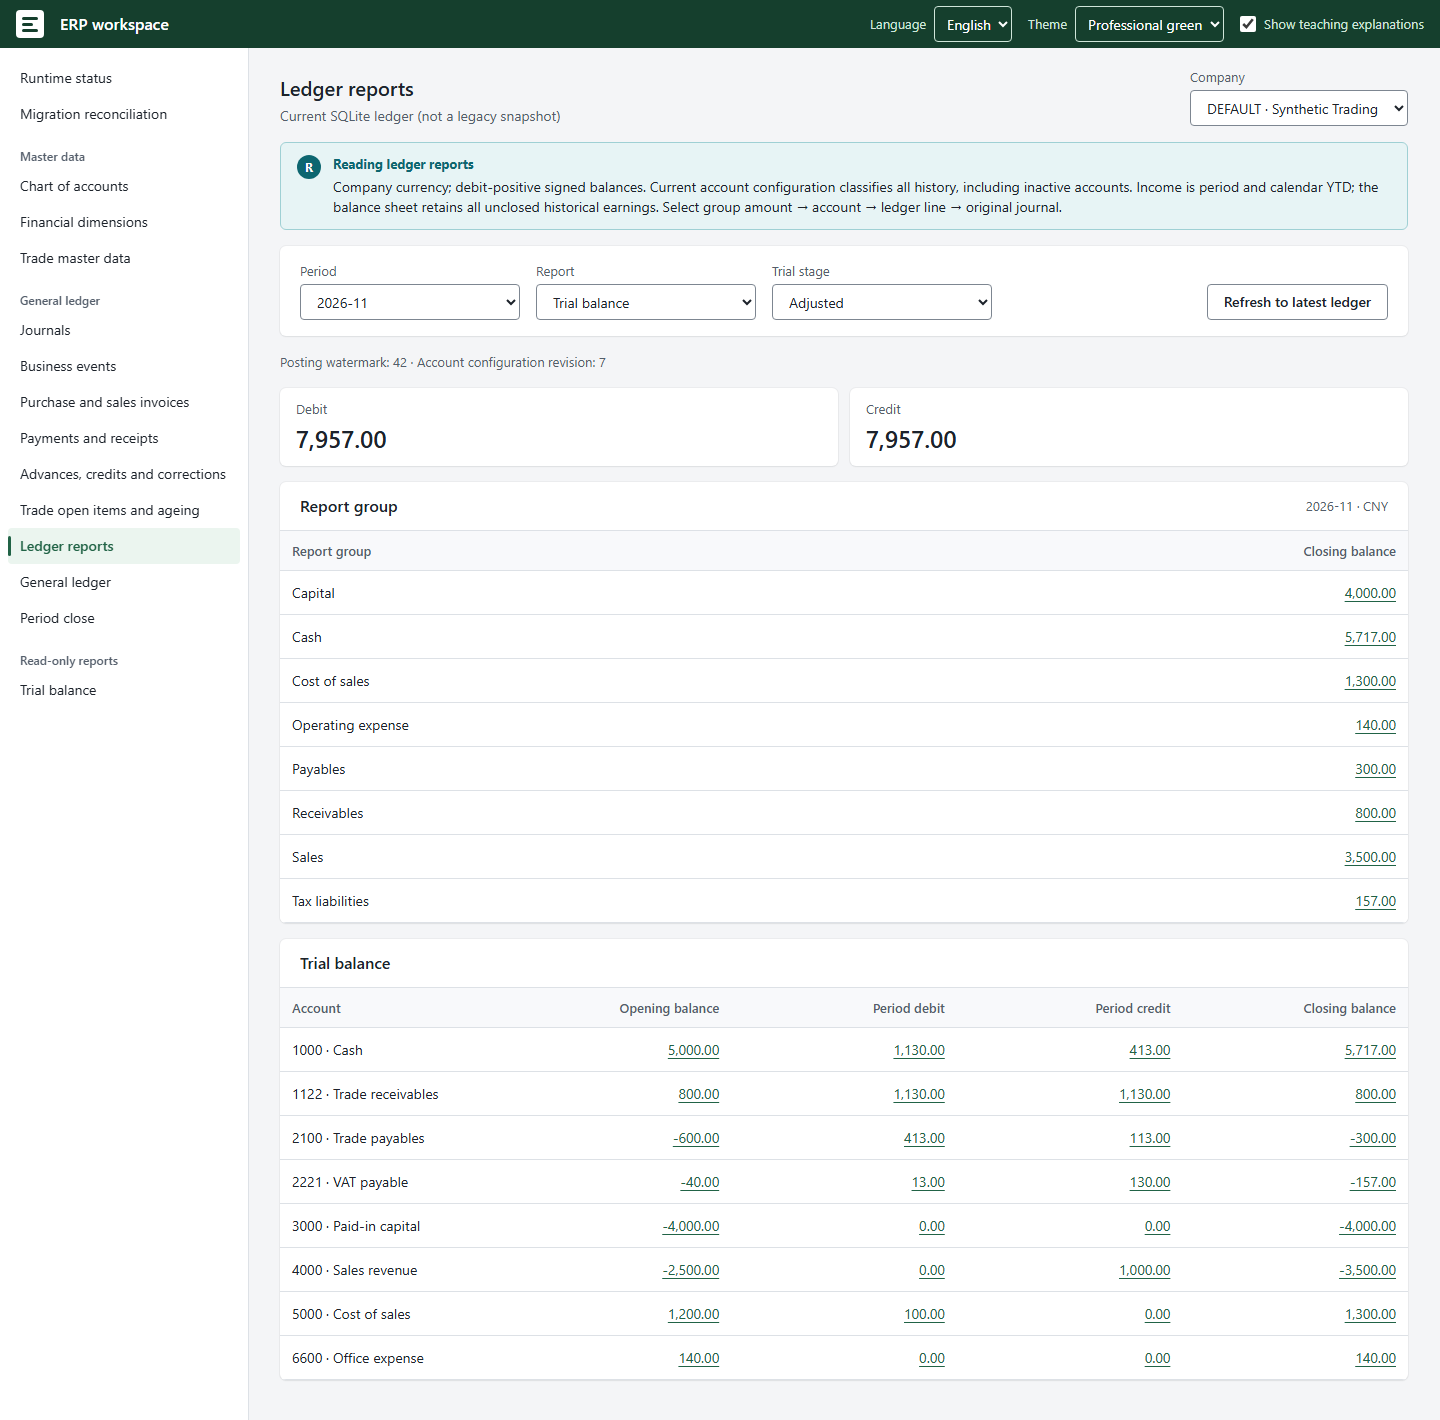 ERP workspace
Language English Theme Professional green Show teaching explanations
Runtime status
Migration reconciliation
Master data
Chart of accounts
Financial dimensions
Trade master data
General ledger
Journals
Business events
Purchase and sales invoices
Payments and receipts
Advances, credits and corrections
Trade open items and ageing
Ledger reports
General ledger
Period close
Read-only reports
Trial balance
Ledger reports
Current SQLite ledger (not a legacy snapshot)
Company
DEFAULT · Synthetic Trading
R
Reading ledger reports
Company currency; debit-positive signed balances. Current account configuration classifies all history, including inactive accounts. Income is period and calendar YTD; the
balance sheet retains all unclosed historical earnings. Select group amount → account → ledger line → original journal.
Period Report Trial stage
2026-11 Trial balance Adjusted Refresh to latest ledger
Posting watermark: 42 · Account configuration revision: 7
Debit
7,957.00
Credit
7,957.00
Report group 2026-11 · CNY
Report group Closing balance
Capital 4,000.00
Cash 5,717.00
Cost of sales 1,300.00
Operating expense 140.00
Payables 300.00
Receivables 800.00
Sales 3,500.00
Tax liabilities 157.00
Trial balance
Account Opening balance Period debit Period credit Closing balance
1000 · Cash 5,000.00 1,130.00 413.00 5,717.00
1122 · Trade receivables 800.00 1,130.00 1,130.00 800.00
2100 · Trade payables -600.00 413.00 113.00 -300.00
2221 · VAT payable -40.00 13.00 130.00 -157.00
3000 · Paid-in capital -4,000.00 0.00 0.00 -4,000.00
4000 · Sales revenue -2,500.00 0.00 1,000.00 -3,500.00
5000 · Cost of sales 1,200.00 100.00 0.00 1,300.00
6600 · Office expense 140.00 0.00 0.00 140.00